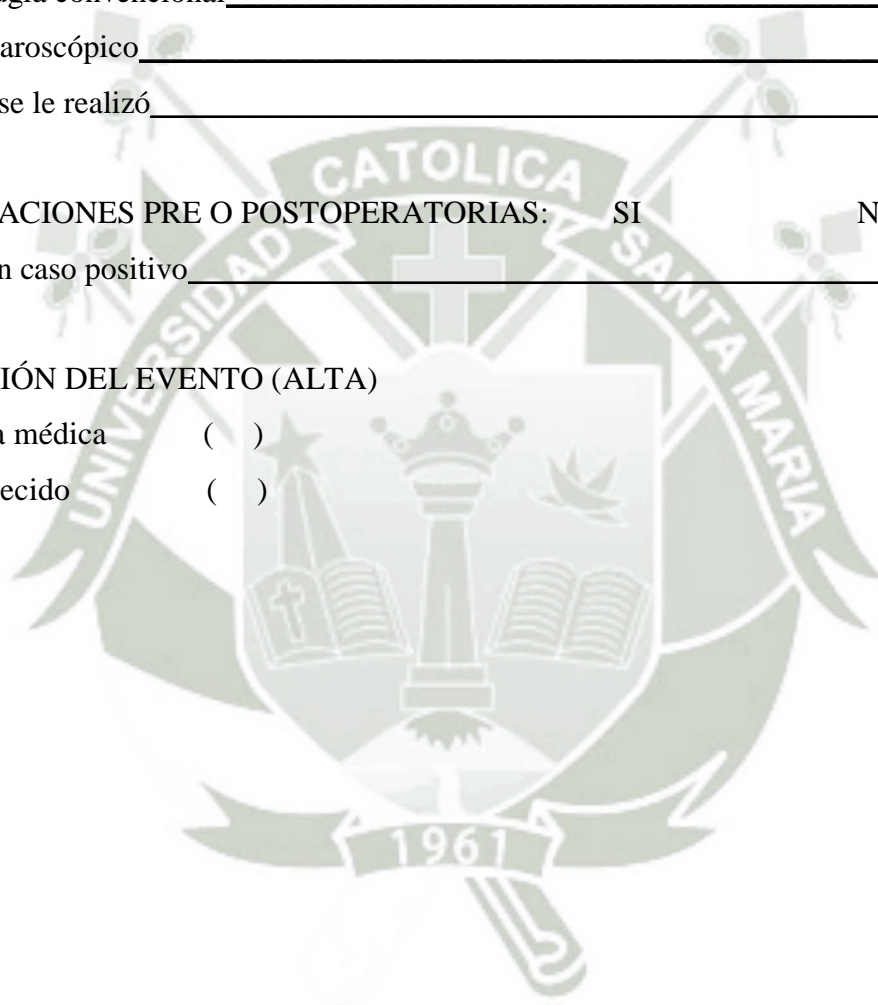 ugía convencional
aroscópico
se le realizó
ACIONES PRE O POSTOPERATORIAS: SI N
n caso positivo
IÓN DEL EVENTO (ALTA)
a médica ( )
ecido ( )
UNIVERSIDAD CATOLICA SANTA MARIA
1961